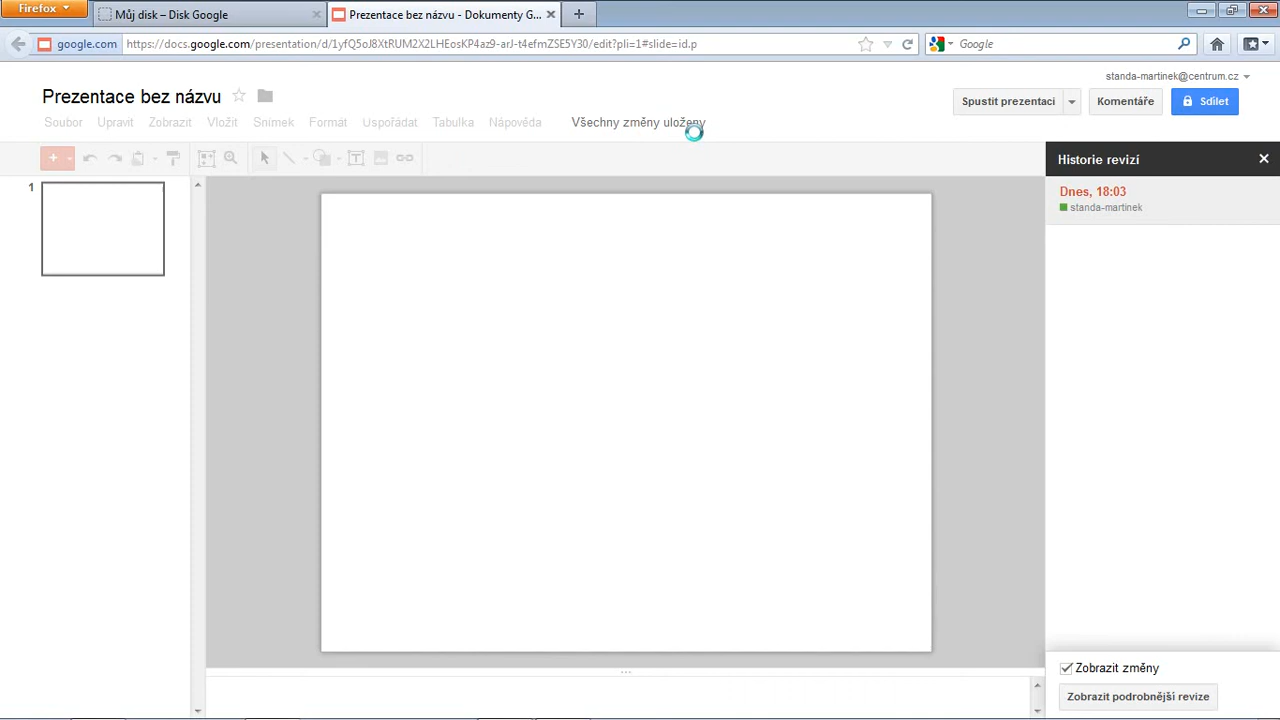 Firefox
Můj disk – Disk Google
Prezentace bez názvu - Dokumenty G...
google.com
https://docs.google.com/presentation/d/1yfQ5oJ8XtRUM2X2LHEosKP4az9-arJ-t4efmZSE5Y30/edit?pli=1#slide=id.p
Google
standa-martinek@centrum.cz
Prezentace bez názvu
Spustit prezentaci
Komentáře
Sdílet
Soubor Upravit Zobrazit Vložit Snímek Formát Uspořádat Tabulka Nápověda
Všechny změny uloženy
Historie revizí
1
Dnes, 18:03
standa-martinek
Zobrazit změny
Zobrazit podrobnější revize